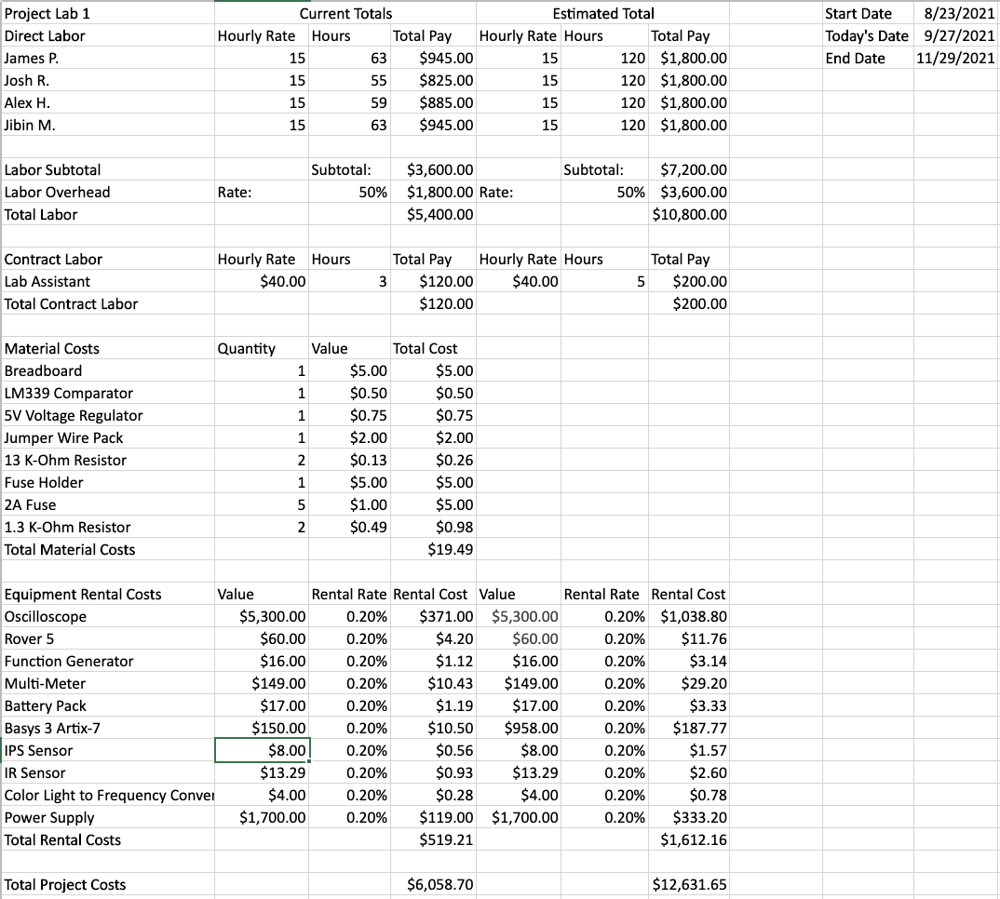 Project Lab 1 Current Totals Estimated Total Start Date 8/23/2021
Direct Labor Hourly Rate Hours Total Pay Hourly Rate Hours Total Pay Today's Date 9/27/2021
James P. 15 63 $945.00 15 120 $1,800.00 End Date 11/29/2021
Josh R. 15 55 $825.00 15 120 $1,800.00
Alex H. 15 59 $885.00 15 120 $1,800.00
Jibin M. 15 63 $945.00 15 120 $1,800.00
Labor Subtotal Subtotal: $3,600.00 Subtotal: $7,200.00
Labor Overhead Rate: 50% $1,800.00 Rate: 50% $3,600.00
Total Labor $5,400.00 $10,800.00
Contract Labor Hourly Rate Hours Total Pay Hourly Rate Hours Total Pay
Lab Assistant $40.00 3 $120.00 $40.00 5 $200.00
Total Contract Labor $120.00 $200.00
Material Costs Quantity Value Total Cost
Breadboard 1 $5.00 $5.00
LM339 Comparator 1 $0.50 $0.50
5V Voltage Regulator 1 $0.75 $0.75
Jumper Wire Pack 1 $2.00 $2.00
13 K-Ohm Resistor 2 $0.13 $0.26
Fuse Holder 1 $5.00 $5.00
2A Fuse 5 $1.00 $5.00
1.3 K-Ohm Resistor 2 $0.49 $0.98
Total Material Costs $19.49
Equipment Rental Costs Value Rental Rate Rental Cost Value Rental Rate Rental Cost
Oscilloscope $5,300.00 0.20% $371.00 $5,300.00 0.20% $1,038.80
Rover 5 $60.00 0.20% $4.20 $60.00 0.20% $11.76
Function Generator $16.00 0.20% $1.12 $16.00 0.20% $3.14
Multi-Meter $149.00 0.20% $10.43 $149.00 0.20% $29.20
Battery Pack $17.00 0.20% $1.19 $17.00 0.20% $3.33
Basys 3 Artix-7 $150.00 0.20% $10.50 $958.00 0.20% $187.77
IPS Sensor $8.00 0.20% $0.56 $8.00 0.20% $1.57
IR Sensor $13.29 0.20% $0.93 $13.29 0.20% $2.60
Color Light to Frequency Conver $4.00 0.20% $0.28 $4.00 0.20% $0.78
Power Supply $1,700.00 0.20% $119.00 $1,700.00 0.20% $333.20
Total Rental Costs $519.21 $1,612.16
Total Project Costs $6,058.70 $12,631.65